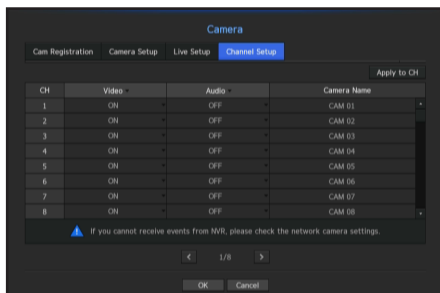 Camera
Cam Registration Camera Setup Live Setup Channel Setup
Apply to CH
CH Video Audio Camera Name
1 ON OFF CAM 01
2 ON OFF CAM 02
3 ON OFF CAM 03
4 ON OFF CAM 04
5 ON OFF CAM 05
6 ON OFF CAM 06
7 ON OFF CAM 07
8 ON OFF CAM 08
If you cannot receive events from NVR, please check the network camera settings.
< 1/8 >
OK Cancel